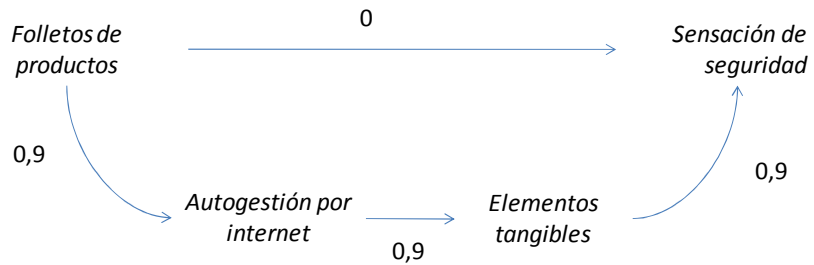 0
Folletos de
productos
Sensación de
seguridad
0,9
0,9
Autogestión por
internet
Elementos
tangibles
0,9